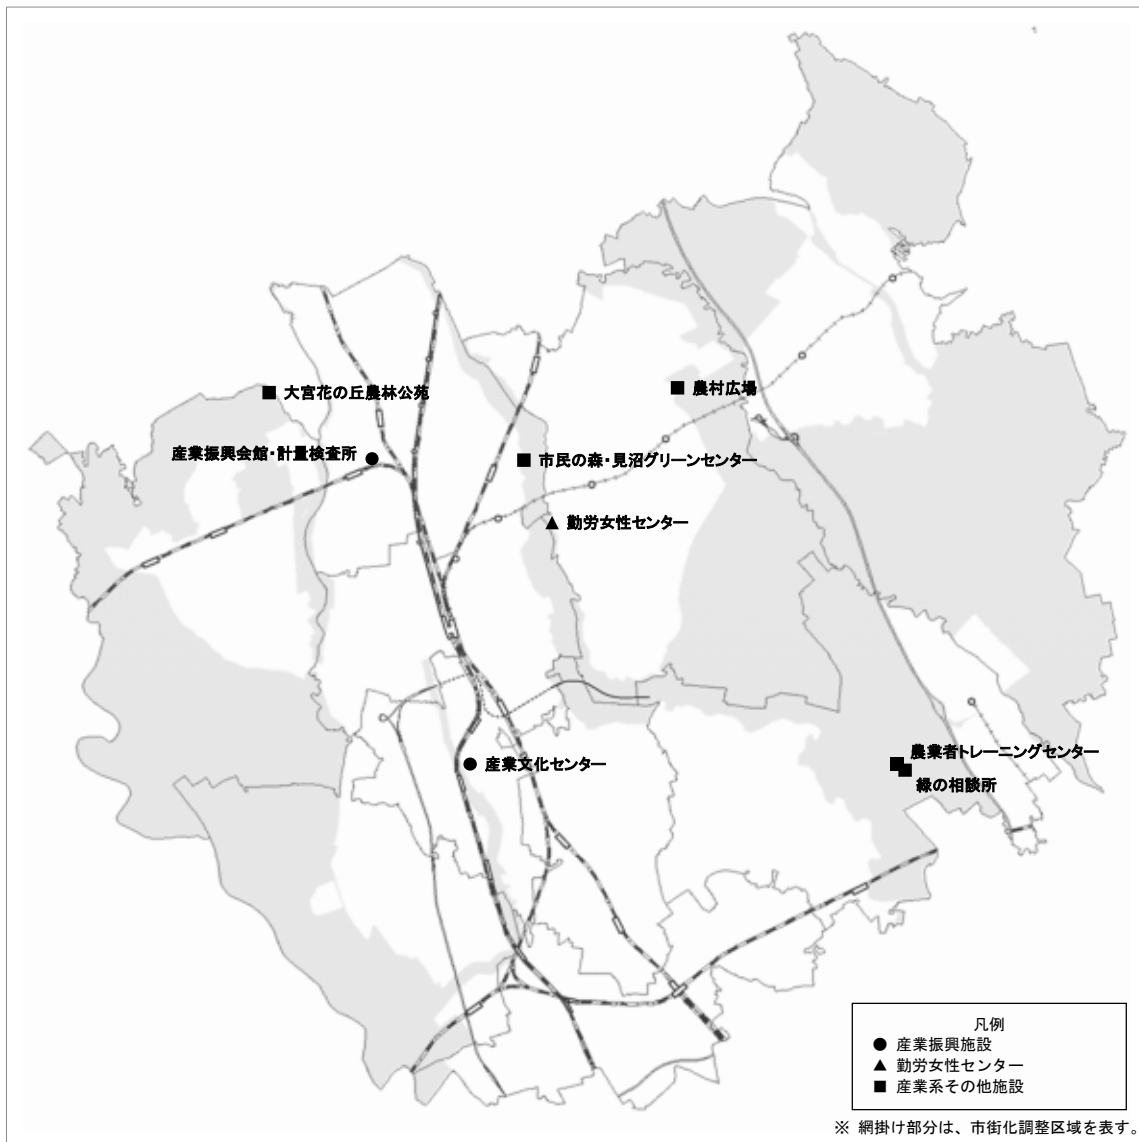 農村広場
大宮花の丘農林公苑
産業振興会館・計量検査所
市民の森・見沼グリーンセンター
勤労女性センター
農業者トレーニングセンター
産業文化センター
緑の相談所
凡例
● 産業振興施設
▲ 勤労女性センター
■ 産業系その他施設
※ 網掛け部分は、市街化調整区域を表す。